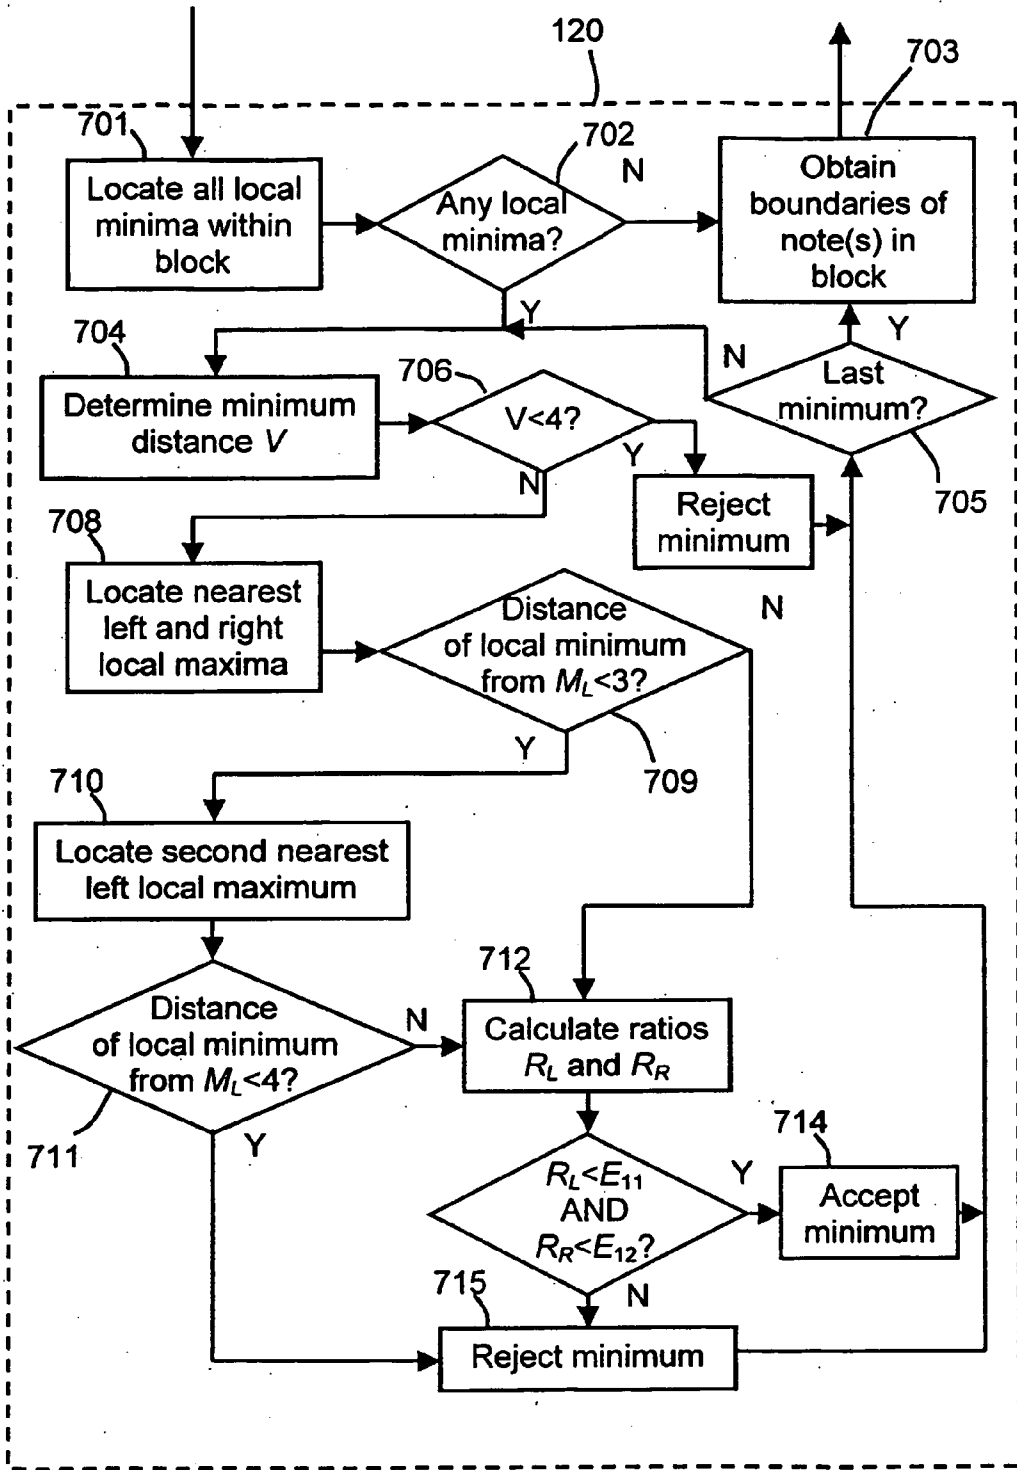 120
703
701
702
Locate all local
minima within
block
Any local
minima?
N
Obtain
boundaries of
note(s) in
block
Y
704
706
N
Y
Determine minimum
distance V
V<4?
Last
minimum?
Y
N
705
Reject
minimum
708
Locate nearest
left and right
local maxima
Distance
of local minimum
from ML<3?
N
Y
709
710
Locate second nearest
left local maximum
712
Distance
of local minimum
from ML<4?
N
Calculate ratios
RL and RR
711
Y
714
RL<E11
AND
RR<E12?
Y
Accept
minimum
715
N
Reject minimum